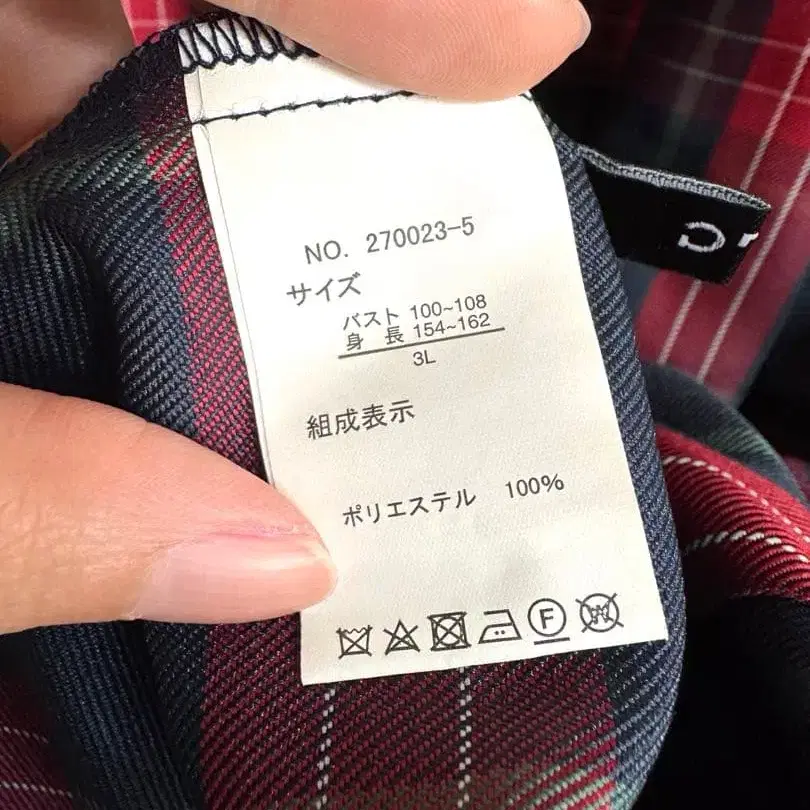 NO. 270023-5
サイズ
バスト 100~108
身 長 154~162
3L
組成表示
ポリエステル 100%
F
W